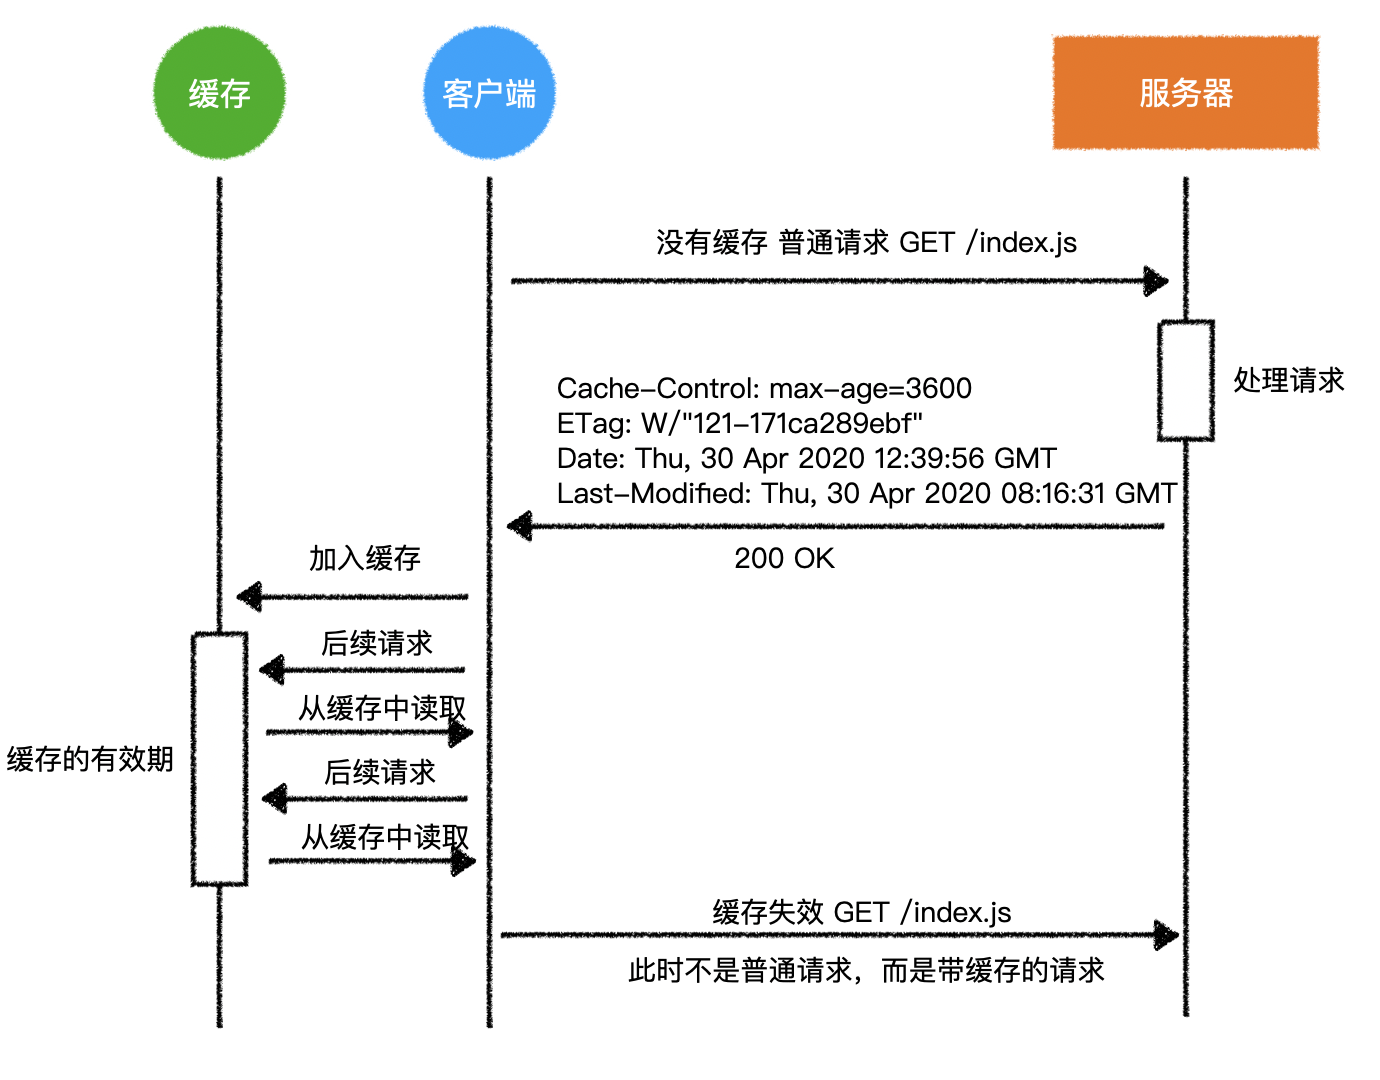 缓存
客户端
服务器
没有缓存 普通请求 GET /index.js
处理请求
Cache-Control: max-age=3600
ETag: W/"121-171ca289ebf"
Date: Thu, 30 Apr 2020 12:39:56 GMT
Last-Modified: Thu, 30 Apr 2020 08:16:31 GMT
200 OK
加入缓存
后续请求
从缓存中读取
缓存的有效期
后续请求
从缓存中读取
缓存失效 GET /index.js
此时不是普通请求，而是带缓存的请求